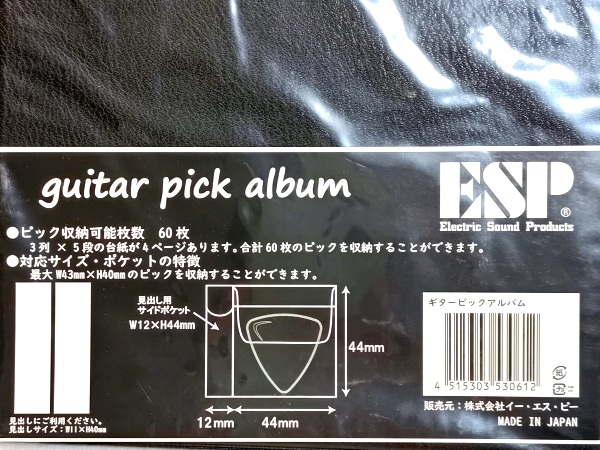 guitar pick album
ESP®
Electric Sound Products
●ピック収納可能枚数　60枚
3列 × 5段の台紙が4ページあります。合計60枚のピックを収納することができます。
●対応サイズ・ポケットの特徴
最大 W43mm×H40mmのピックを収納することができます。
見出し用
サイドポケット
W12×H44mm
44mm
12mm
44mm
見出しにご利用ください。
見出しサイズ:W11×H40mm
ギターピックアルバム
4 515303 530612
紙
プラ
販売元：株式会社イー・エス・ピー
MADE IN JAPAN